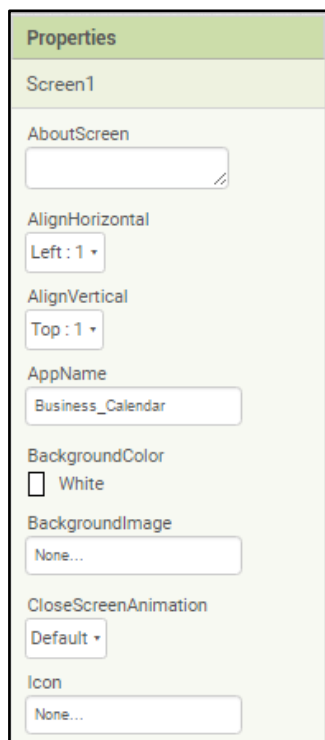 Properties
Screen1
AboutScreen
AlignHorizontal
Left : 1
AlignVertical
Top : 1
AppName
Business_Calendar
BackgroundColor
White
BackgroundImage
None...
CloseScreenAnimation
Default
Icon
None...